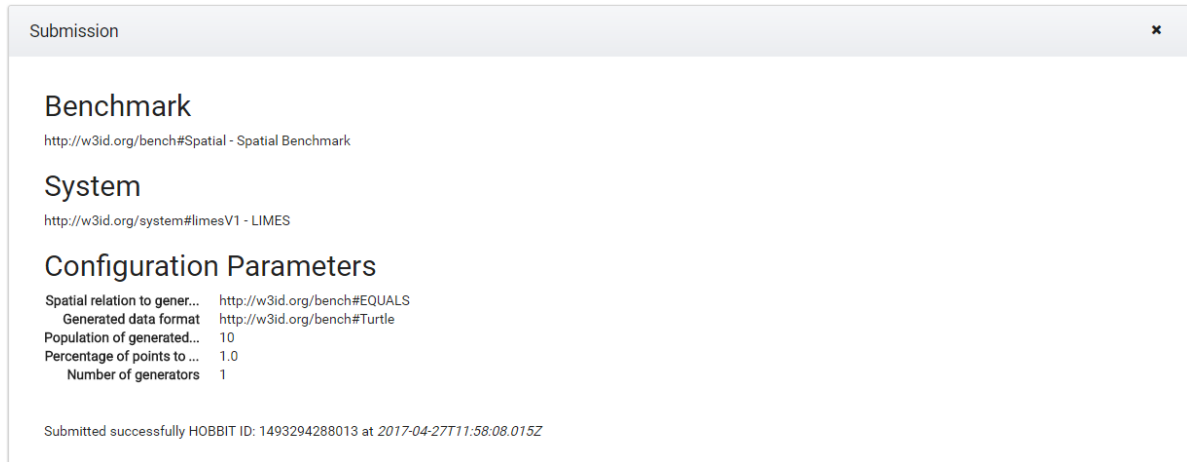 Submission
Benchmark
http://w3id.org/bench#Spatial - Spatial Benchmark
System
http://w3id.org/system#limesV1 - LIMES
Configuration Parameters
Spatial relation to gener... http://w3id.org/bench#EQUALS
Generated data format http://w3id.org/bench#Turtle
Population of generated... 10
Percentage of points to ... 1.0
Number of generators 1
Submitted successfully HOBBIT ID: 1493294288013 at 2017-04-27T11:58:08.015Z